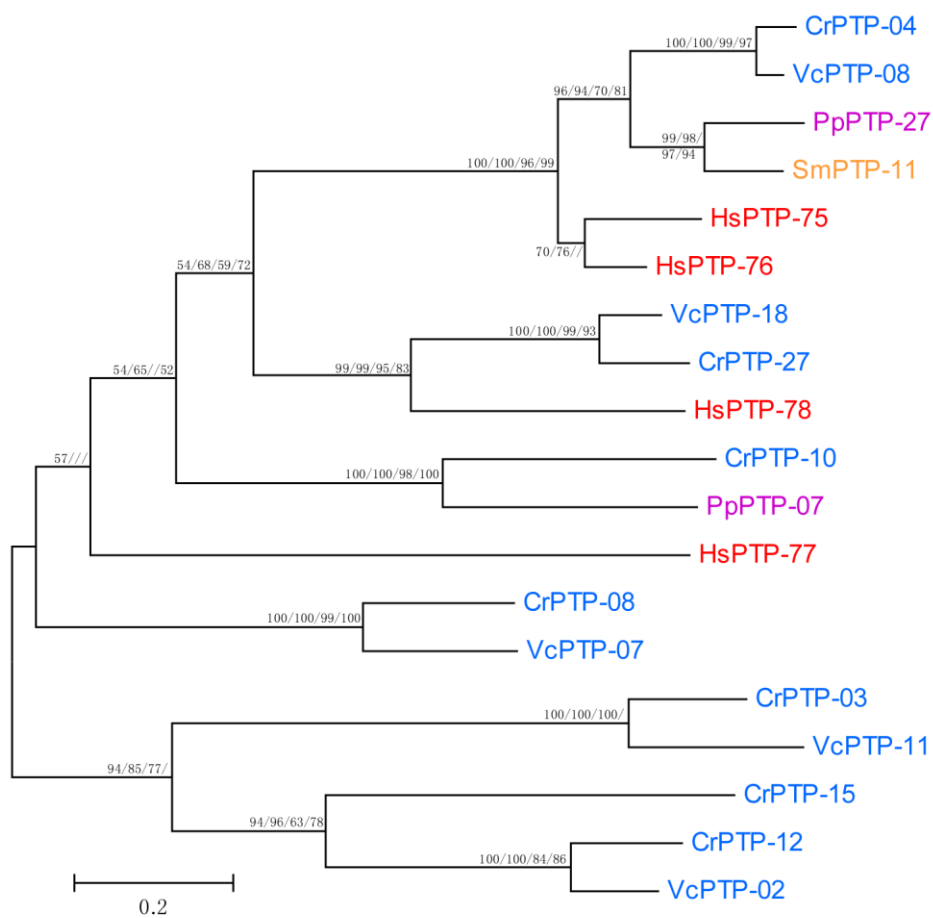 CrPTP-04
100/100/99/97
VcPTP-08
96/94/70/81
PpPTP-27
99/98/
97/94
100/100/96/99
SmPTP-11
HsPTP-75
70/76//
HsPTP-76
54/68/59/72
VcPTP-18
100/100/99/93
CrPTP-27
99/99/95/83
54/65//52
HsPTP-78
CrPTP-10
57///
100/100/98/100
PpPTP-07
HsPTP-77
CrPTP-08
100/100/99/100
VcPTP-07
CrPTP-03
100/100/100/
VcPTP-11
94/85/77/
CrPTP-15
94/96/63/78
CrPTP-12
100/100/84/86
VcPTP-02
0.2